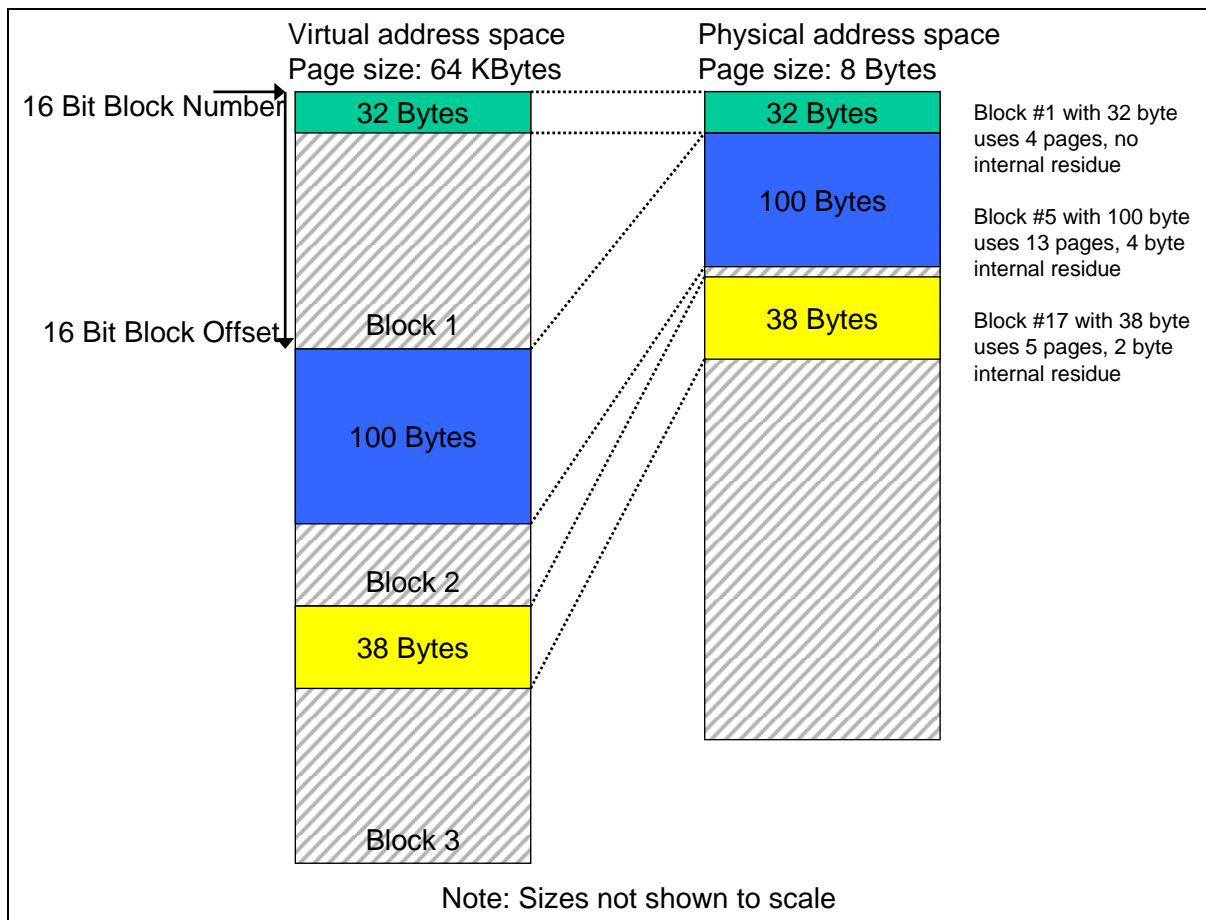 Virtual address space
Page size: 64 KBytes
Physical address space
Page size: 8 Bytes
16 Bit Block Number
32 Bytes
32 Bytes
Block #1 with 32 byte
uses 4 pages, no
internal residue
100 Bytes
Block #5 with 100 byte
uses 13 pages, 4 byte
internal residue
16 Bit Block Offset
Block 1
38 Bytes
Block #17 with 38 byte
uses 5 pages, 2 byte
internal residue
100 Bytes
Block 2
38 Bytes
Block 3
Note: Sizes not shown to scale